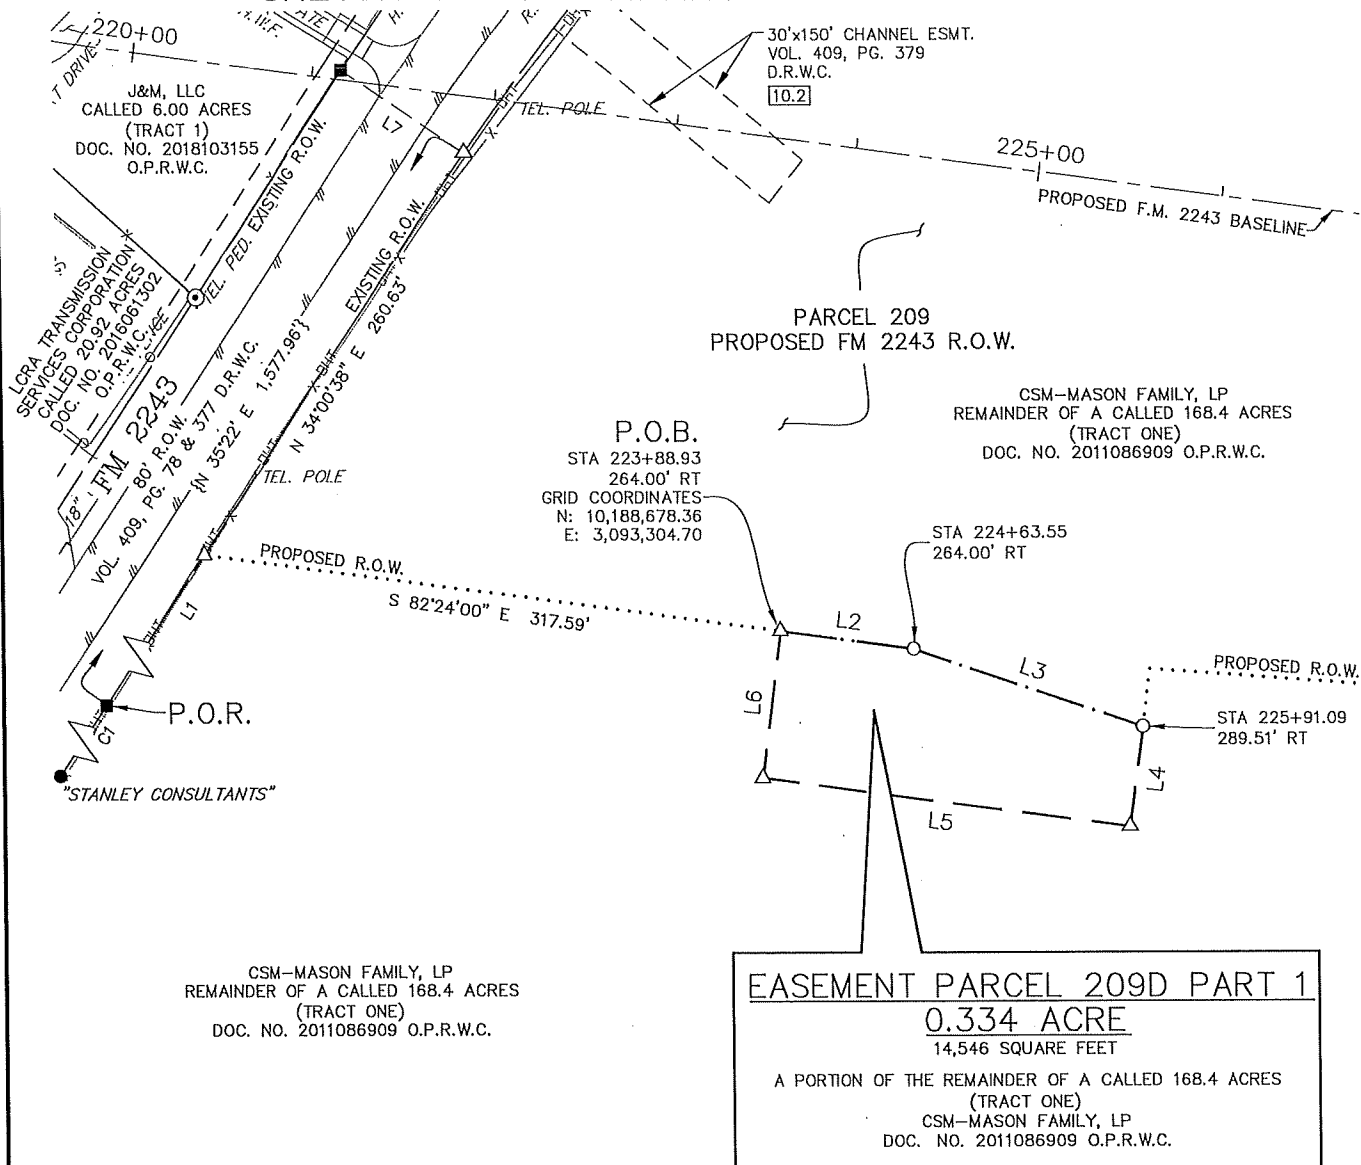 220+00
30'x150' CHANNEL ESMT.
VOL. 409, PG. 379
D.R.W.C.
10.2
J&M, LLC
CALLED 6.00 ACRES
(TRACT 1)
DOC. NO. 2018103155
O.P.R.W.C.
TEL. POLE
L7
225+00
PROPOSED F.M. 2243 BASELINE
EXISTING R.O.W.
TEL. PED.
LCRA TRANSMISSION
SERVICES CORPORATION
CALLED 20.92 ACRES
DOC. NO. 2016061302
O.P.R.W.C.
EXISTING R.O.W.
N 34°00'38" E 260.63'
{N 35°22' E 1,577.96'}
FM 2243
80' R.O.W.
VOL. 409, PG. 78 & 377 D.R.W.C.
18"
TEL. POLE
PARCEL 209
PROPOSED FM 2243 R.O.W.
CSM-MASON FAMILY, LP
REMAINDER OF A CALLED 168.4 ACRES
(TRACT ONE)
DOC. NO. 2011086909 O.P.R.W.C.
P.O.B.
STA 223+88.93
264.00' RT
GRID COORDINATES
N: 10,188,678.36
E: 3,093,304.70
STA 224+63.55
264.00' RT
PROPOSED R.O.W.
S 82°24'00" E 317.59'
L1
L2
L3
PROPOSED R.O.W.
L6
STA 225+91.09
289.51' RT
P.O.R.
C1
L4
"STANLEY CONSULTANTS"
L5
CSM-MASON FAMILY, LP
REMAINDER OF A CALLED 168.4 ACRES
(TRACT ONE)
DOC. NO. 2011086909 O.P.R.W.C.
EASEMENT PARCEL 209D PART 1
0.334 ACRE
14,546 SQUARE FEET
A PORTION OF THE REMAINDER OF A CALLED 168.4 ACRES
(TRACT ONE)
CSM-MASON FAMILY, LP
DOC. NO. 2011086909 O.P.R.W.C.